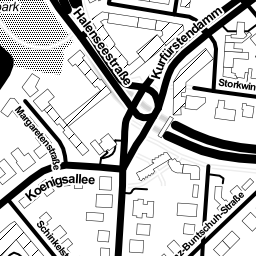 park
Halenseestraße
Kurfürstendamm
Storkwin
Margaretenstraße
Koenigsallee
Schinkelst
z-Buntschuh-Straße